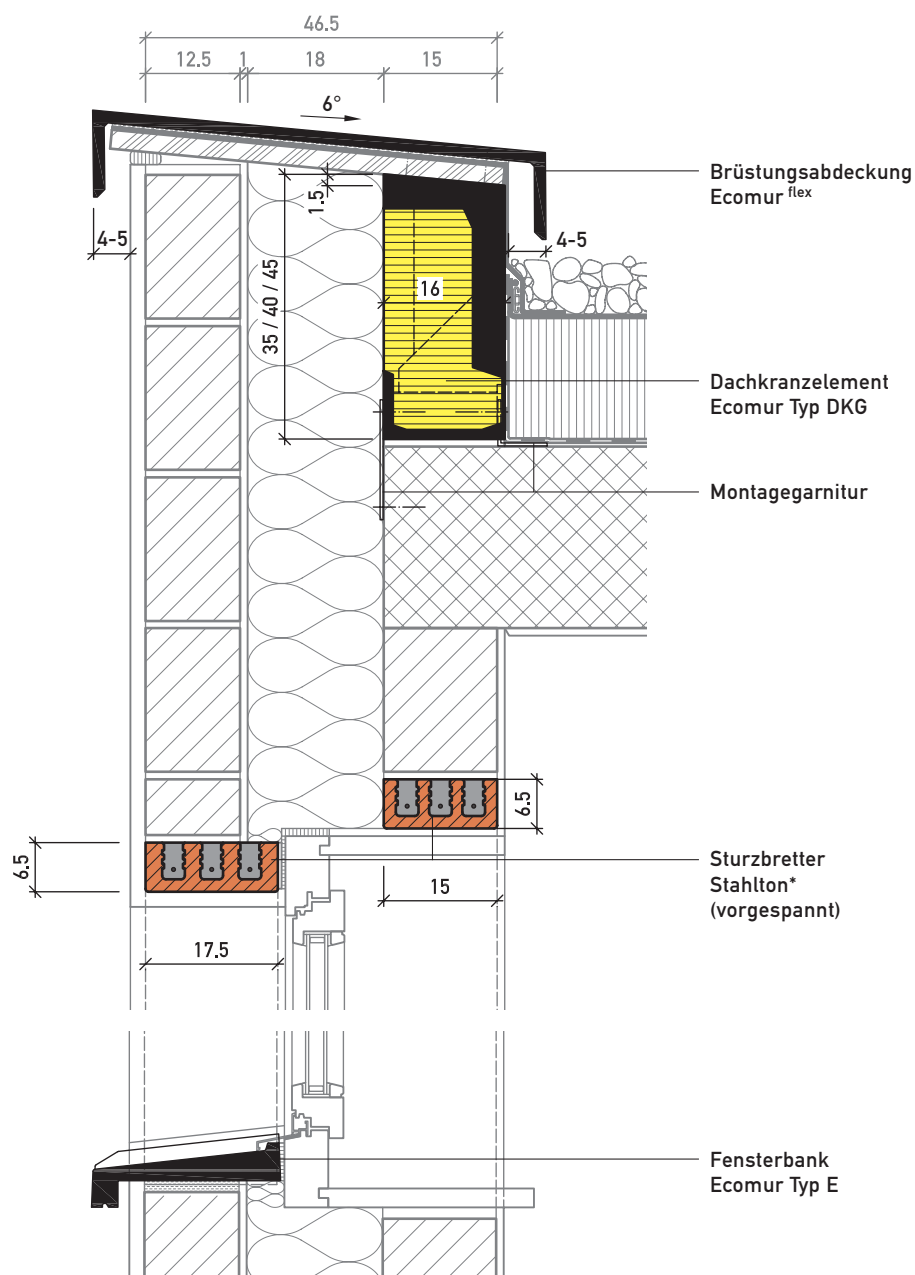 46.5
12.5 1 18 15
6°
Brüstungsabdeckung
Ecomur flex
1.5
4-5
4-5
35 / 40 / 45
16
Dachkranzelement
Ecomur Typ DKG
Montagegarnitur
6.5
6.5
Sturzbretter
Stahlton*
(vorgespannt)
15
17.5
Fensterbank
Ecomur Typ E